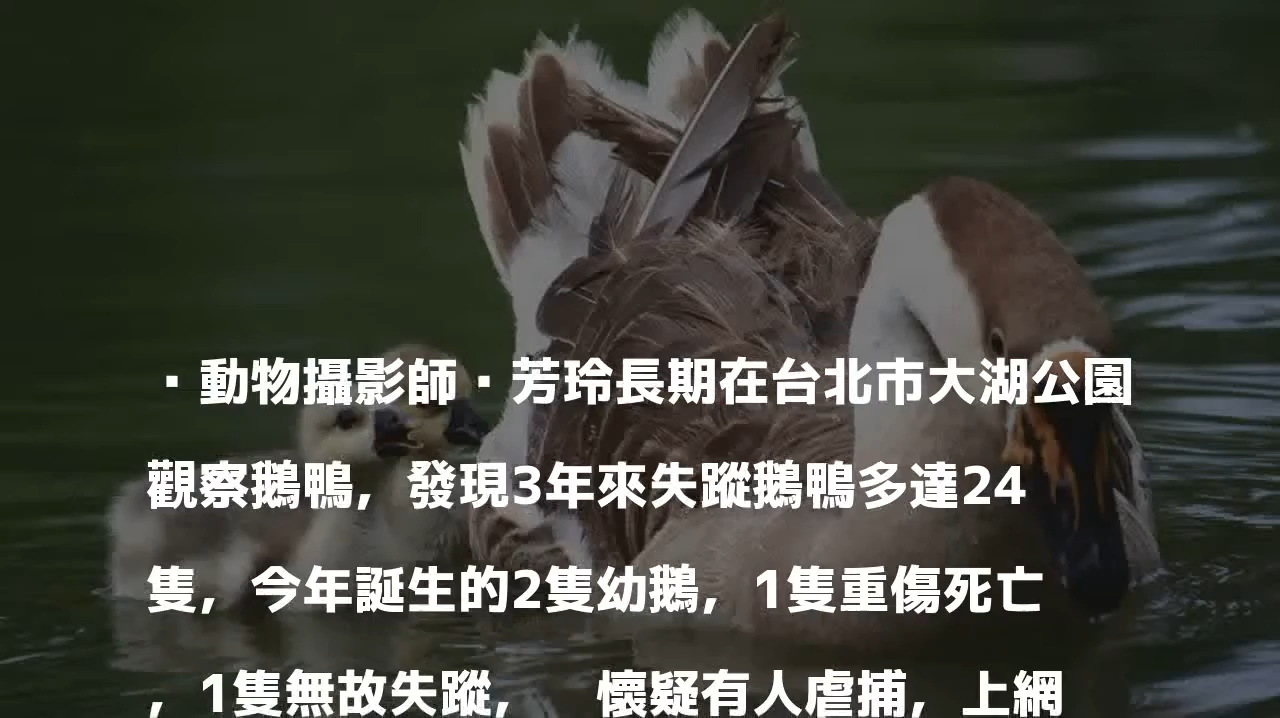 ▪動物攝影師▪芳玲長期在台北市大湖公園
觀察鵝鴨，發現3年來失蹤鵝鴨多達24
隻，今年誕生的2隻幼鵝，1隻重傷死亡
，1隻無故失蹤，　懷疑有人虐捕，上網